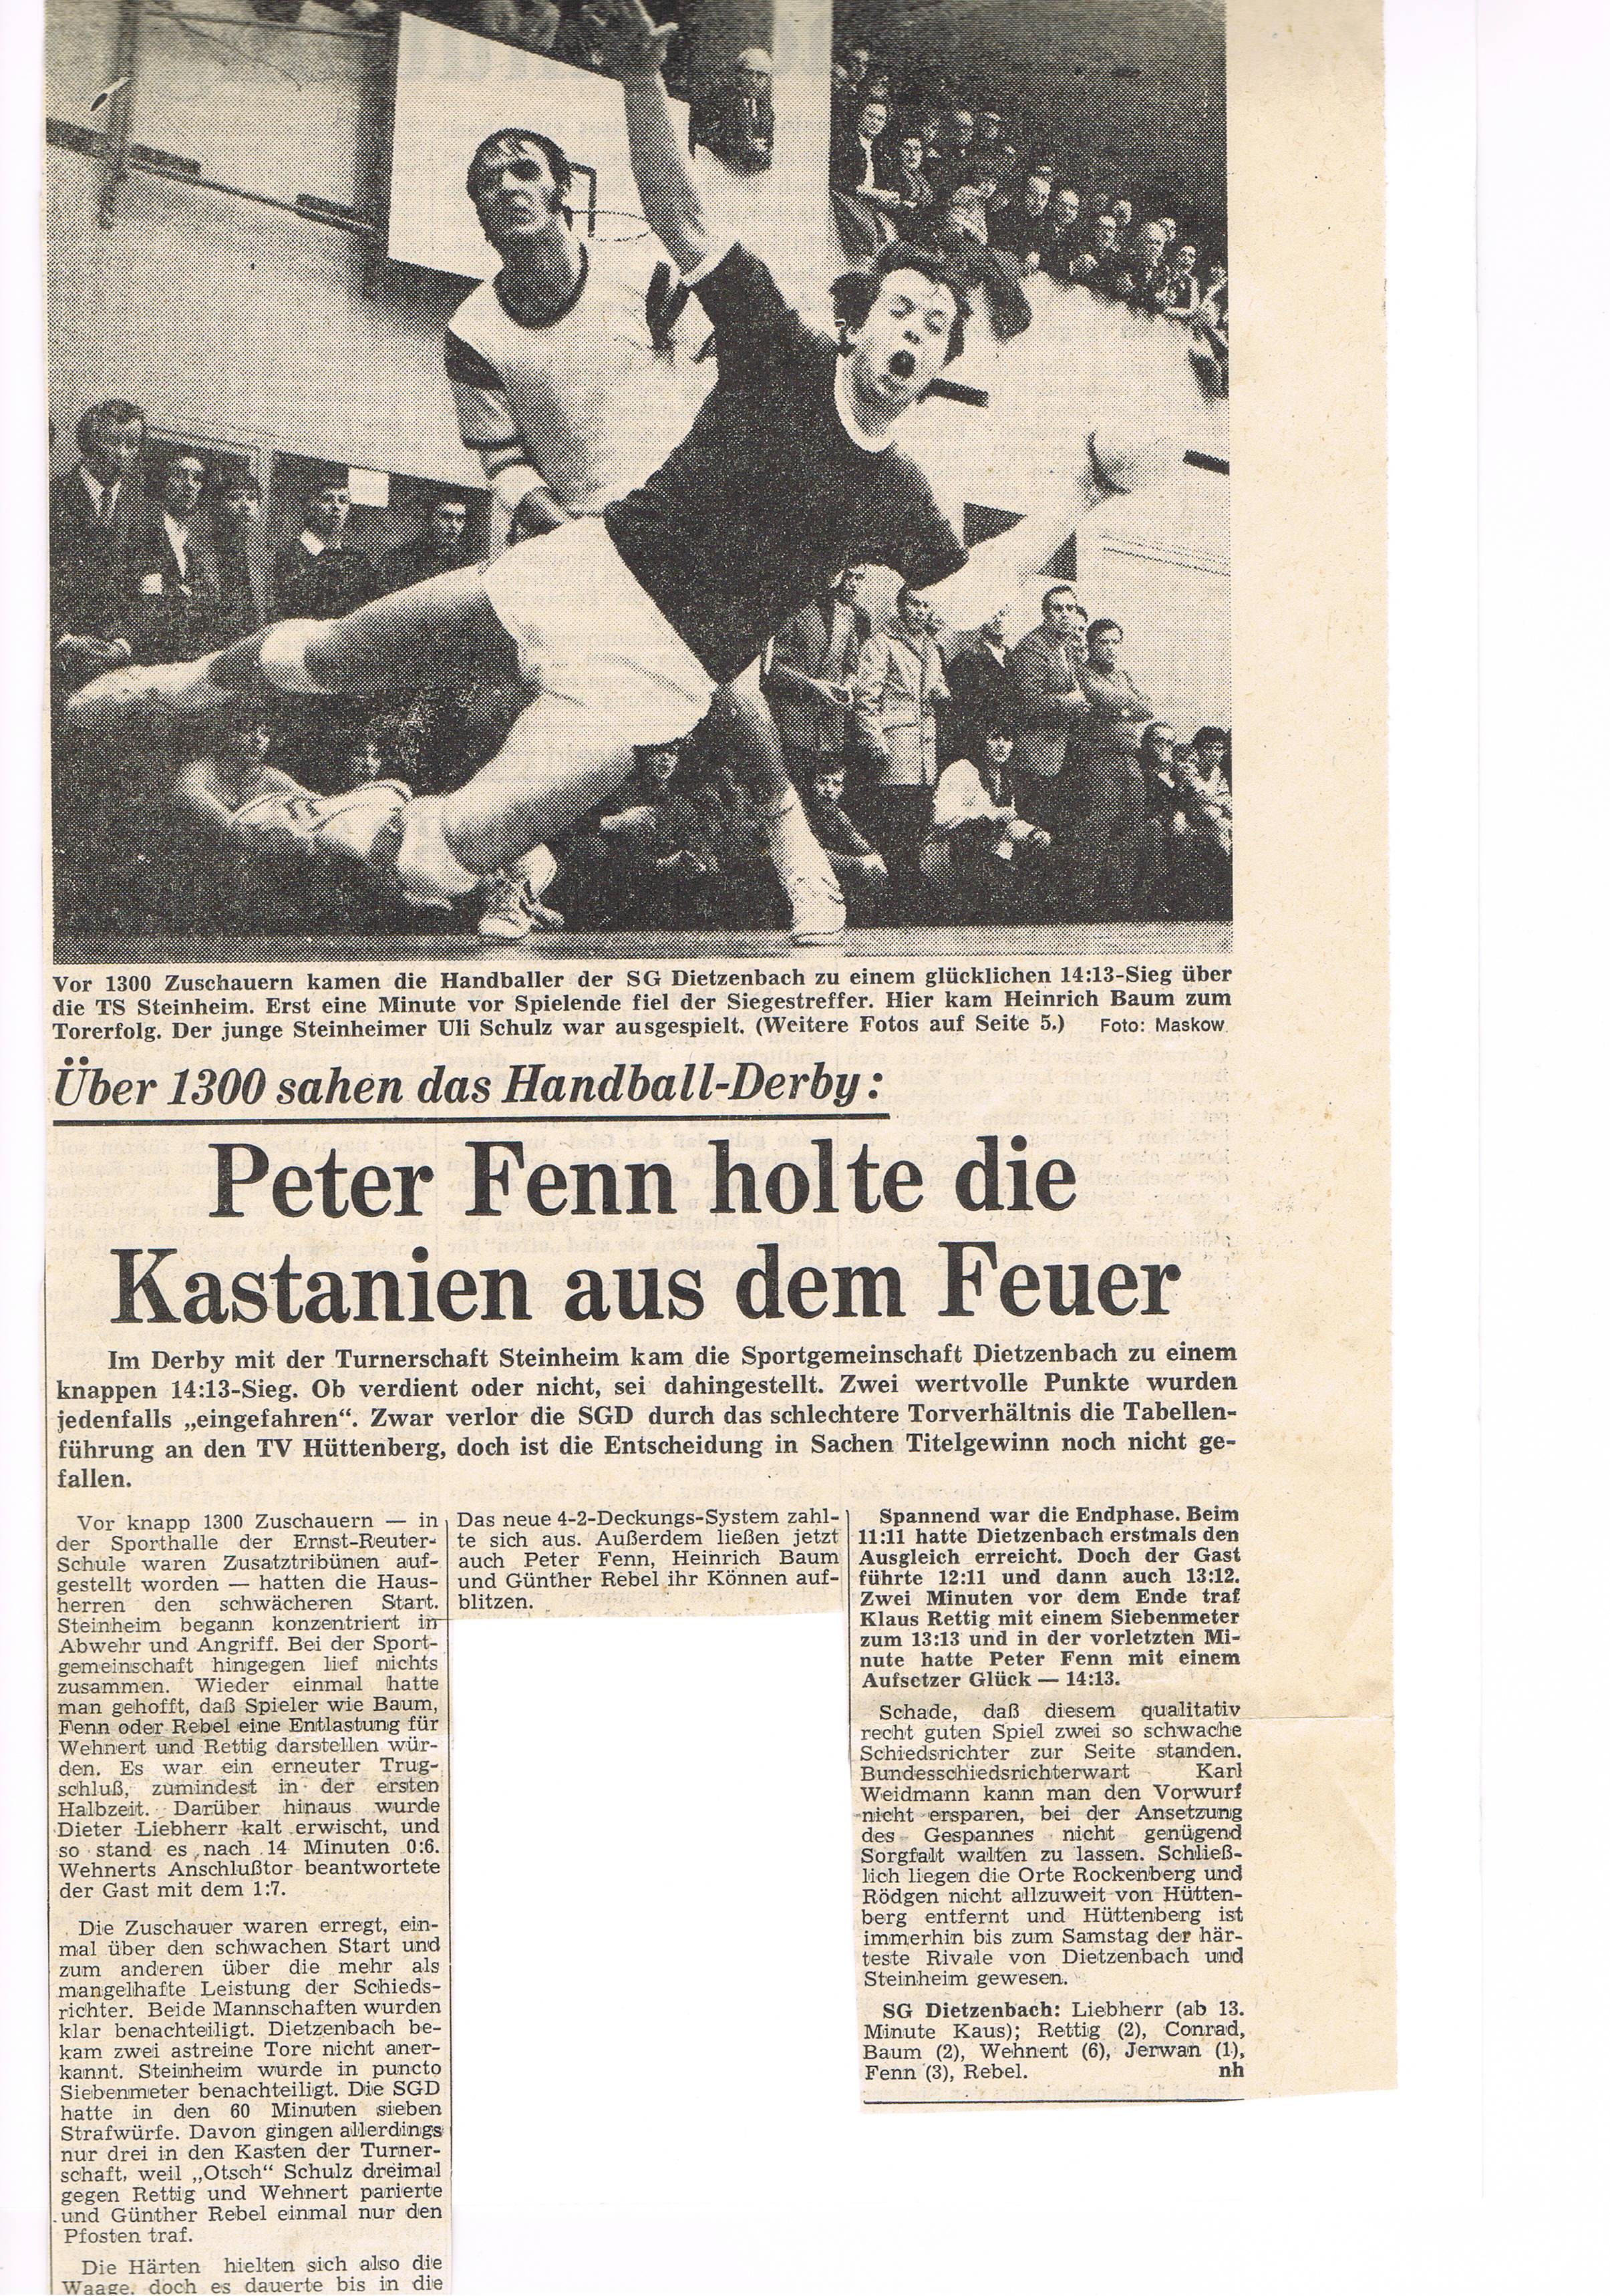 Vor 1300 Zuschauern kamen die Handballer der SG Dietzenbach zu einem glücklichen 14:13-Sieg über
die TS Steinheim. Erst eine Minute vor Spielende fiel der Siegestreffer. Hier kam Heinrich Baum zum
Torerfolg. Der junge Steinheimer Uli Schulz war ausgespielt. (Weitere Fotos auf Seite 5.) Foto: Maskow
Über 1300 sahen das Handball-Derby:
Peter Fenn holte die
Kastanien aus dem Feuer
Im Derby mit der Turnerschaft Steinheim kam die Sportgemeinschaft Dietzenbach zu einem
knappen 14:13-Sieg. Ob verdient oder nicht, sei dahingestellt. Zwei wertvolle Punkte wurden
jedenfalls „eingefahren“. Zwar verlor die SGD durch das schlechtere Torverhältnis die Tabellen-
führung an den TV Hüttenberg, doch ist die Entscheidung in Sachen Titelgewinn noch nicht ge-
fallen.
Vor knapp 1300 Zuschauern — in
der Sporthalle der Ernst-Reuter-
Schule waren Zusatztribünen auf-
gestellt worden — hatten die Haus-
herren den schwächeren Start.
Steinheim begann konzentriert in
Abwehr und Angriff. Bei der Sport-
gemeinschaft hingegen lief nichts
zusammen. Wieder einmal hatte
man gehofft, daß Spieler wie Baum,
Fenn oder Rebel eine Entlastung für
Wehnert und Rettig darstellen wür-
den. Es war ein erneuter Trug-
schluß, zumindest in der ersten
Halbzeit. Darüber hinaus wurde
Dieter Liebherr kalt erwischt, und
so stand es nach 14 Minuten 0:6.
Wehnerts Anschlußtor beantwortete
der Gast mit dem 1:7.
Die Zuschauer waren erregt, ein-
mal über den schwachen Start und
zum anderen über die mehr als
mangelhafte Leistung der Schieds-
richter. Beide Mannschaften wurden
klar benachteiligt. Dietzenbach be-
kam zwei astreine Tore nicht aner-
kannt. Steinheim wurde in puncto
Siebenmeter benachteiligt. Die SGD
hatte in den 60 Minuten sieben
Strafwürfe. Davon gingen allerdings
nur drei in den Kasten der Turner-
schaft, weil „Otsch“ Schulz dreimal
gegen Rettig und Wehnert parierte
und Günther Rebel einmal nur den
Pfosten traf.
Die Härten hielten sich also die
Waage, doch es dauerte bis in die
Das neue 4-2-Deckungs-System zahl-
te sich aus. Außerdem ließen jetzt
auch Peter Fenn, Heinrich Baum
und Günther Rebel ihr Können auf-
blitzen.
Spannend war die Endphase. Beim
11:11 hatte Dietzenbach erstmals den
Ausgleich erreicht. Doch der Gast
führte 12:11 und dann auch 13:12.
Zwei Minuten vor dem Ende traf
Klaus Rettig mit einem Siebenmeter
zum 13:13 und in der vorletzten Mi-
nute hatte Peter Fenn mit einem
Aufsetzer Glück — 14:13.
Schade, daß diesem qualitativ
recht guten Spiel zwei so schwache
Schiedsrichter zur Seite standen.
Bundesschiedsrichterwart Karl
Weidmann kann man den Vorwurf
nicht ersparen, bei der Ansetzung
des Gespannes nicht genügend
Sorgfalt walten zu lassen. Schließ-
lich liegen die Orte Rockenberg und
Rödgen nicht allzuweit von Hütten-
berg entfernt und Hüttenberg ist
immerhin bis zum Samstag der här-
teste Rivale von Dietzenbach und
Steinheim gewesen.
SG Dietzenbach: Liebherr (ab 13.
Minute Kaus); Rettig (2), Conrad,
Baum (2), Wehnert (6), Jerwan (1),
Fenn (3), Rebel. nh